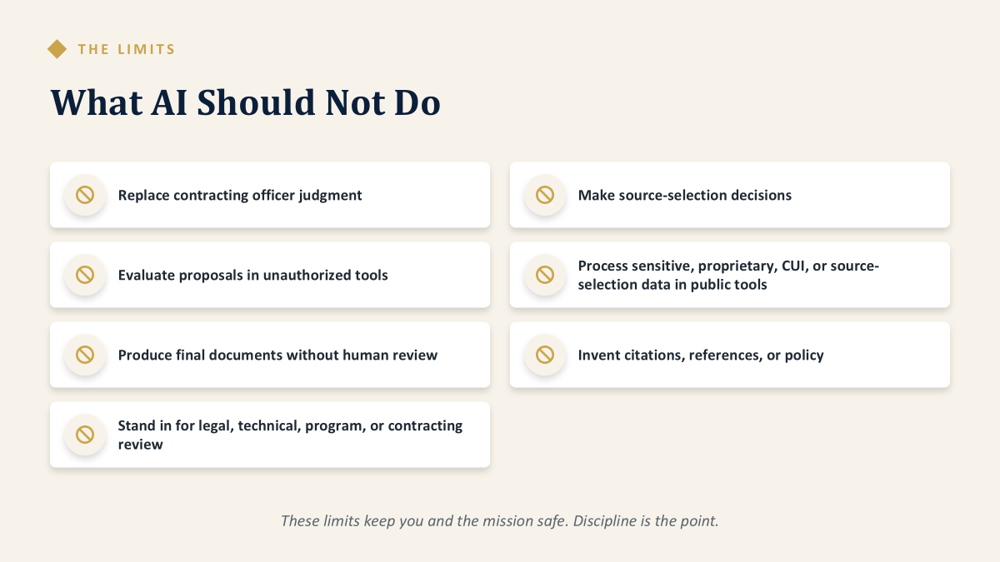 THE LIMITS
What AI Should Not Do
Replace contracting officer judgment
Make source-selection decisions
Evaluate proposals in unauthorized tools
Process sensitive, proprietary, CUI, or source-
selection data in public tools
Produce final documents without human review
Invent citations, references, or policy
Stand in for legal, technical, program, or contracting
review
These limits keep you and the mission safe. Discipline is the point.